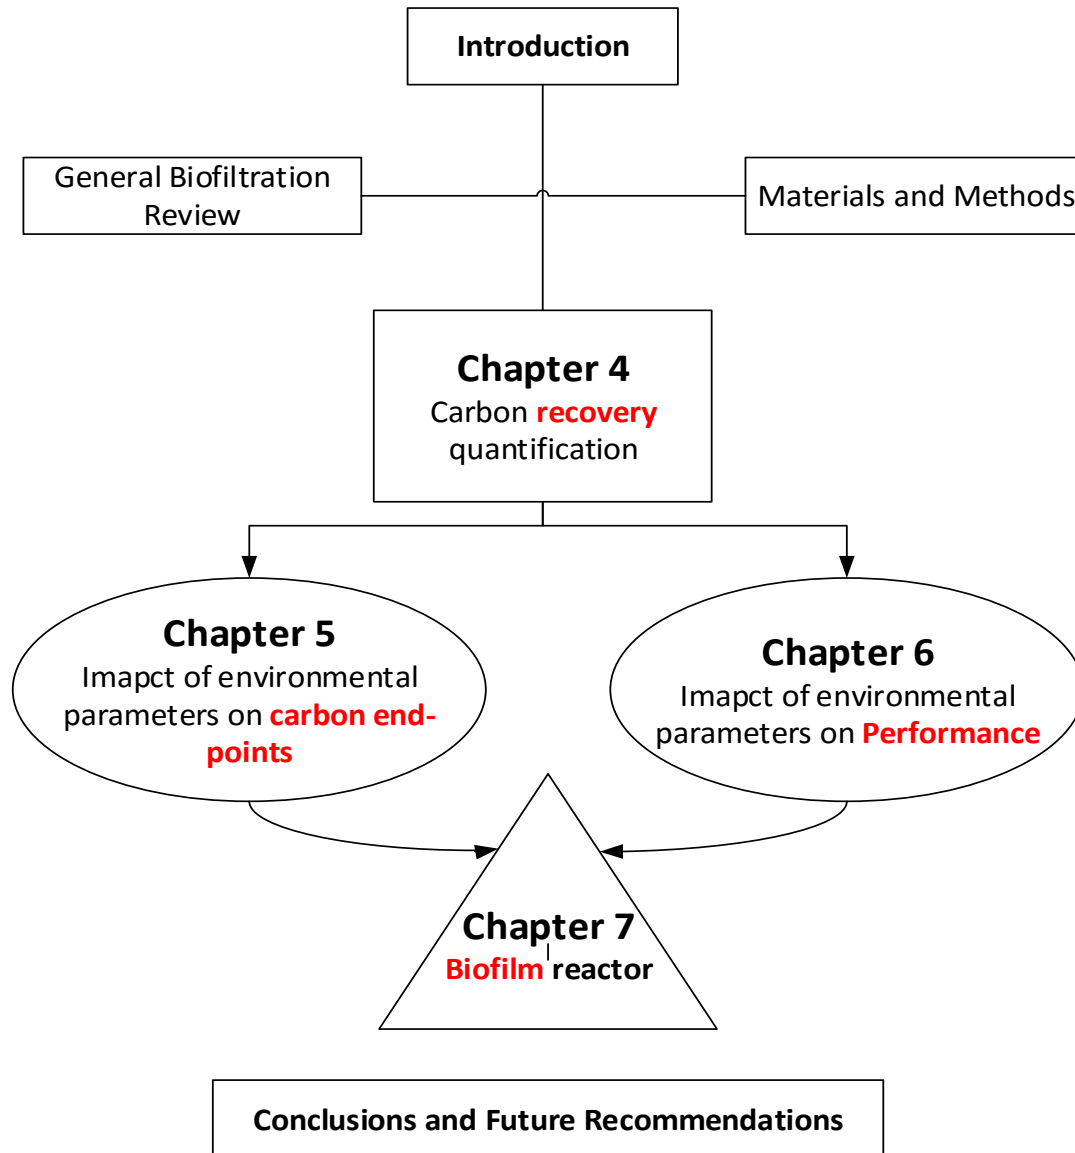 Introduction
General Biofiltration
Review
Materials and Methods
Chapter 4
Carbon recovery
quantification
Chapter 5
Imapct of environmental
parameters on carbon end-
points
Chapter 6
Imapct of environmental
parameters on Performance
Chapter 7
Biofilm reactor
Conclusions and Future Recommendations